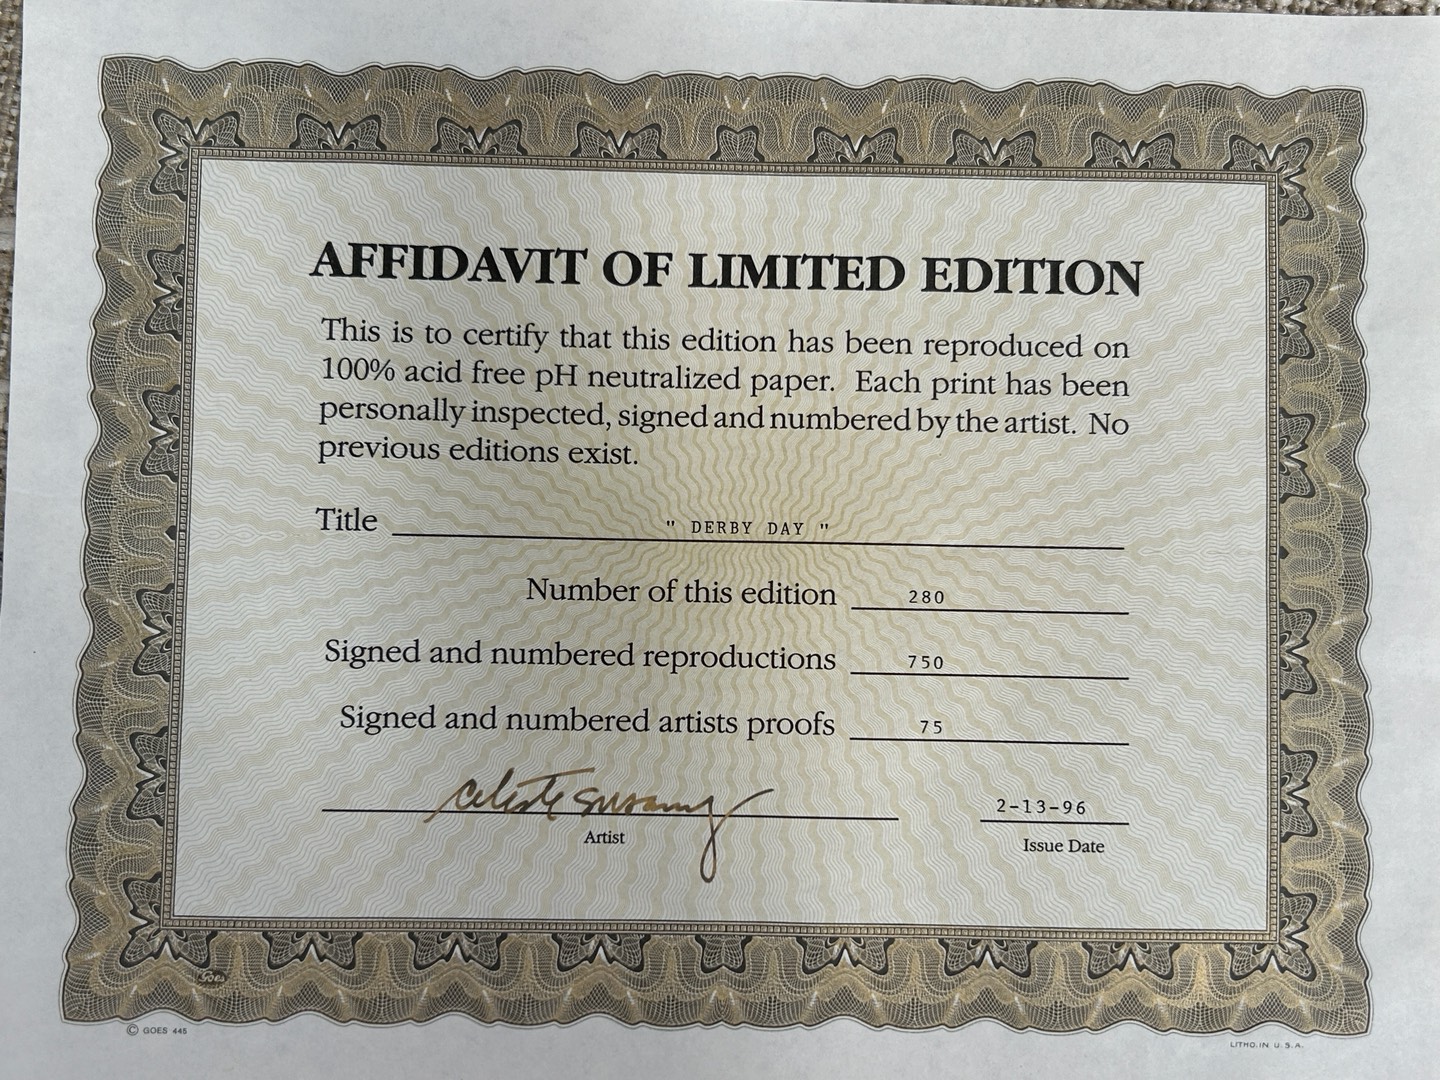 AFFIDAVIT OF LIMITED EDITION
This is to certify that this edition has been reproduced on
100% acid free pH neutralized paper. Each print has been
personally inspected, signed and numbered by the artist. No
previous editions exist.
Title " DERBY DAY "
Number of this edition 280
Signed and numbered reproductions 750
Signed and numbered artists proofs 75
Celeste Susany 2-13-96
Artist Issue Date
Goes
© GOES 445
LITHO. IN U.S.A.